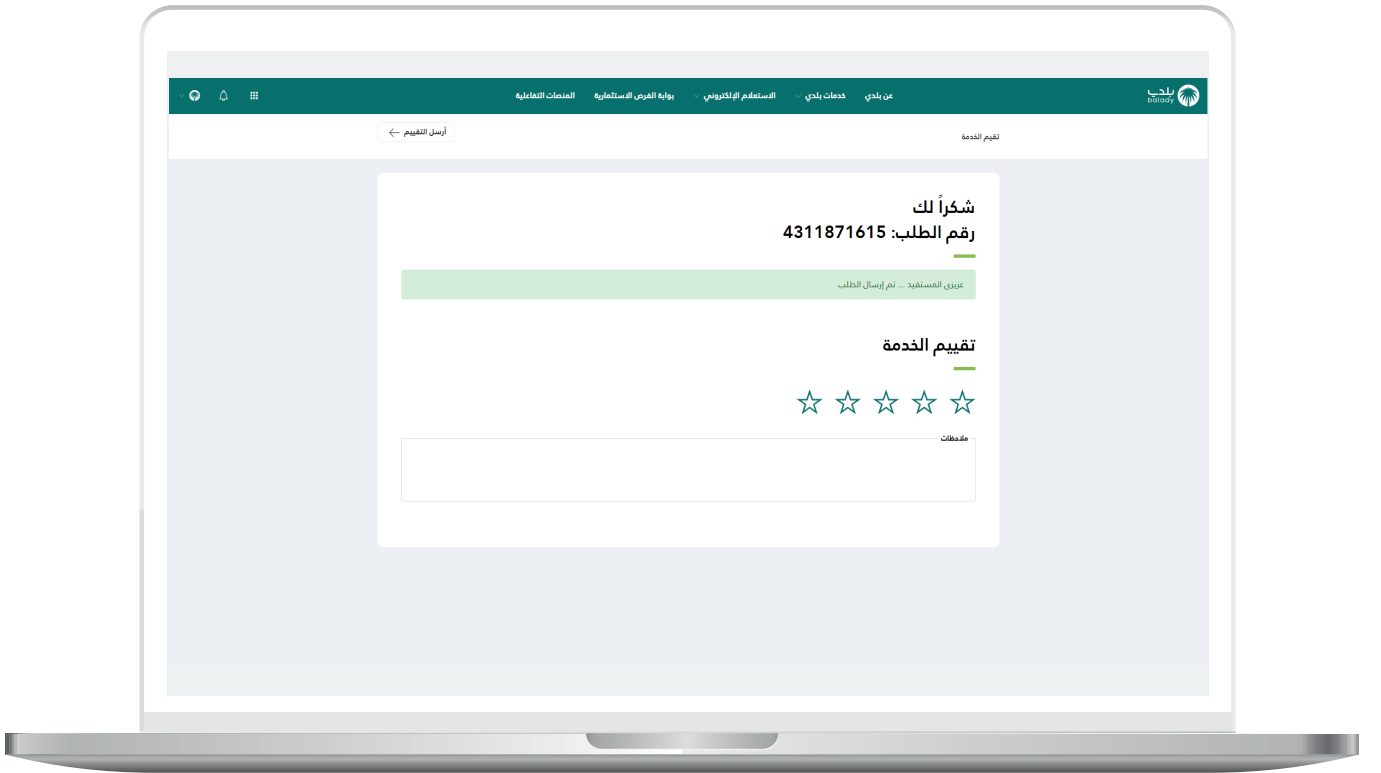 بلدي
balady
عن بلدي
خدمات بلدي
الاستعلام الإلكتروني
بوابة الفرص الاستثمارية
المنصات التفاعلية
تقيم الخدمة
أرسل التقييم
شكراً لك
رقم الطلب: 4311871615
عزيزي المستفيد ... تم إرسال الطلب
تقييم الخدمة
ملاحظات